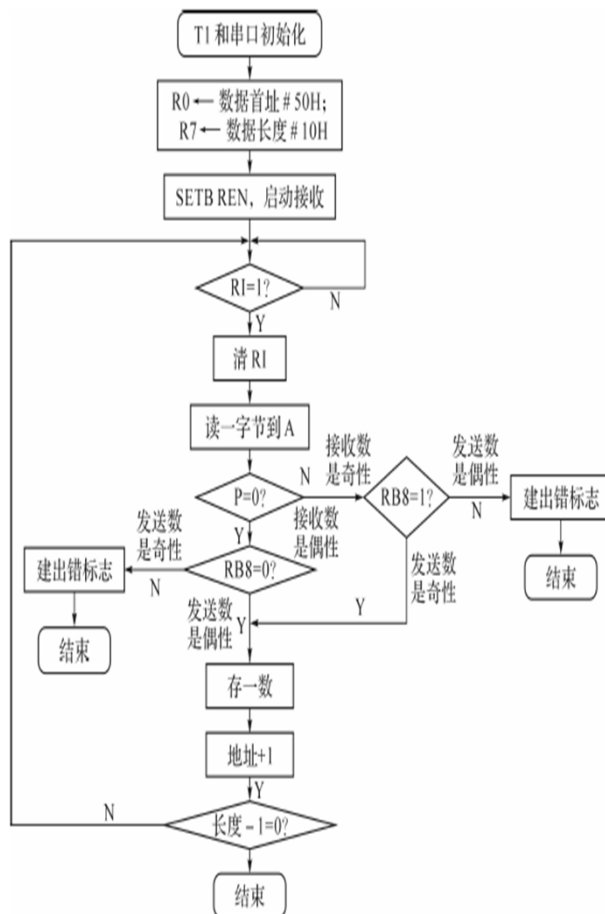 T1 和串口初始化
R0← 数据首址 # 50H；
R7← 数据长度 # 10H
SETB REN，启动接收
RI=1?
N
Y
清 RI
读一字节到 A
P=0?
N
接收数
是奇性
RB8=1?
发送数
是偶性
N
建出错标志
结束
Y
接收数
是偶性
发送数
是奇性
Y
RB8=0?
发送数
是奇性
N
建出错标志
结束
发送数
是偶性
Y
存一数
地址+1
Y
长度－1=0?
N
结束